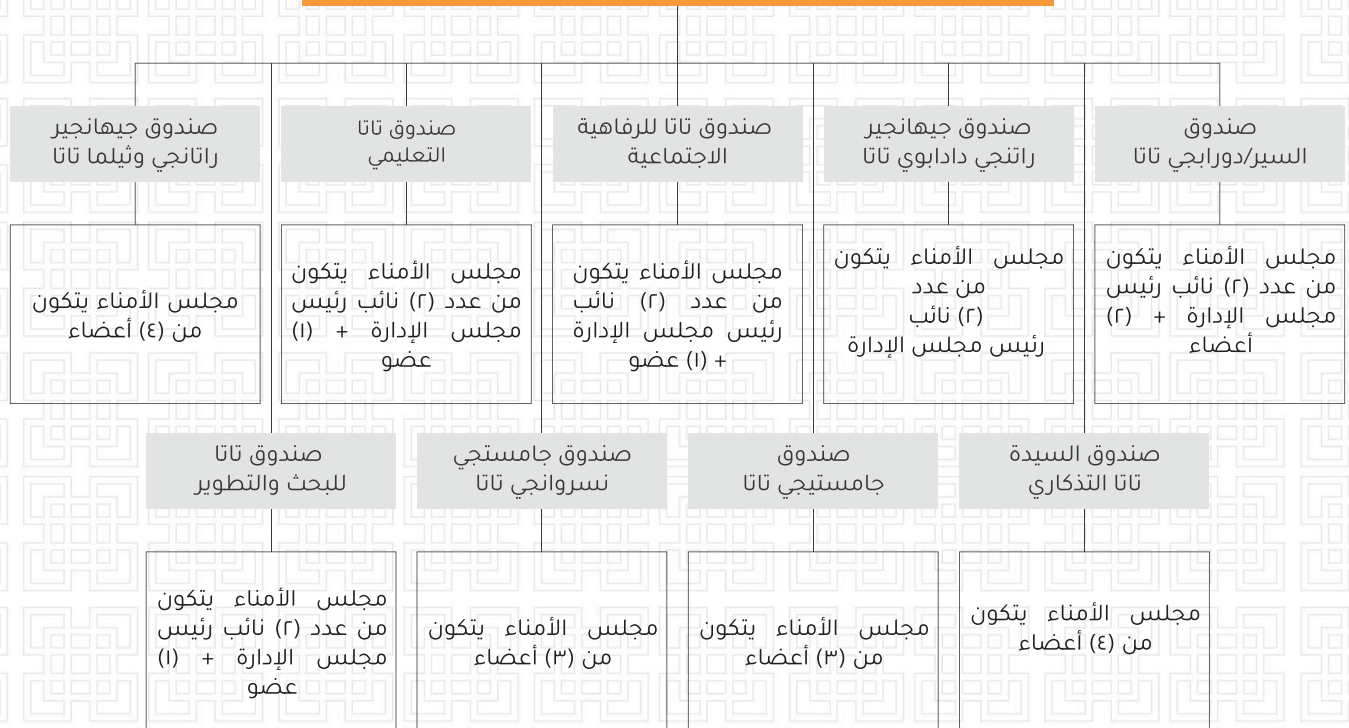 صندوق
السير/دورابجي تاتا
مجلس الأمناء يتكون
من عدد (٢) نائب رئيس
مجلس الإدارة + (٢)
أعضاء
صندوق جيهانجير
راتنجي دادابوي تاتا
مجلس الأمناء يتكون
من عدد
(٢) نائب
رئيس مجلس الإدارة
صندوق تاتا للرفاهية
الاجتماعية
مجلس الأمناء يتكون
من عدد (٢) نائب
رئيس مجلس الإدارة
+ (١) عضو
صندوق تاتا
التعليمي
مجلس الأمناء يتكون
من عدد (٢) نائب رئيس
مجلس الإدارة + (١)
عضو
صندوق جيهانجير
راتانجي وثيلما تاتا
مجلس الأمناء يتكون
من (٤) أعضاء
صندوق السيدة
تاتا التذكاري
مجلس الأمناء يتكون
من (٤) أعضاء
صندوق
جامستيجي تاتا
مجلس الأمناء يتكون
من (٣) أعضاء
صندوق جامستجي
نسروانجي تاتا
مجلس الأمناء يتكون
من (٣) أعضاء
صندوق تاتا
للبحث والتطوير
مجلس الأمناء يتكون
من عدد (٢) نائب رئيس
مجلس الإدارة + (١)
عضو